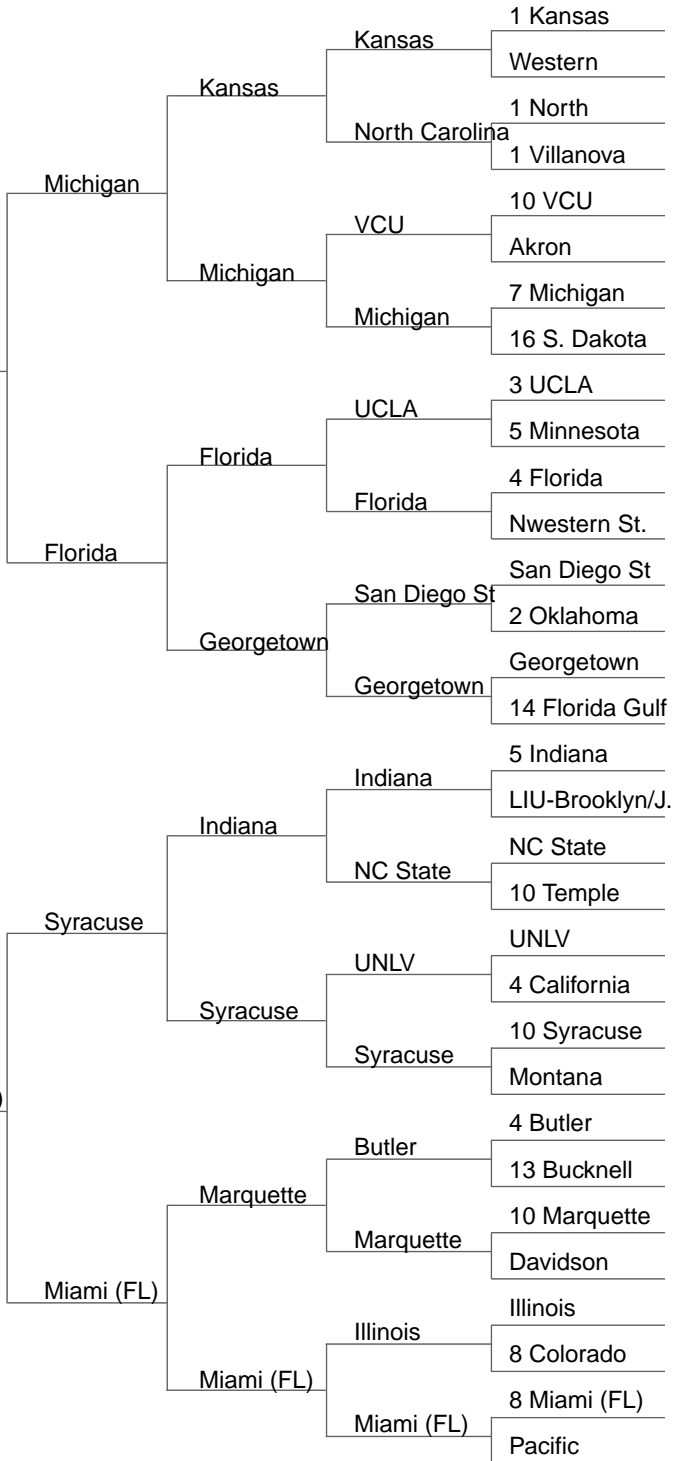 1 Kansas
Kansas
Western
Kansas
1 North
North Carolina
1 Villanova
Michigan
10 VCU
VCU
Akron
Michigan
7 Michigan
Michigan
16 S. Dakota
3 UCLA
UCLA
5 Minnesota
Florida
4 Florida
Florida
Nwestern St.
Florida
San Diego St
San Diego St
2 Oklahoma
Georgetown
Georgetown
Georgetown
14 Florida Gulf
5 Indiana
Indiana
LIU-Brooklyn/J.
Indiana
NC State
NC State
10 Temple
Syracuse
UNLV
UNLV
4 California
Syracuse
10 Syracuse
Syracuse
Montana
)
4 Butler
Butler
13 Bucknell
Marquette
10 Marquette
Marquette
Davidson
Miami (FL)
Illinois
Illinois
8 Colorado
Miami (FL)
8 Miami (FL)
Miami (FL)
Pacific